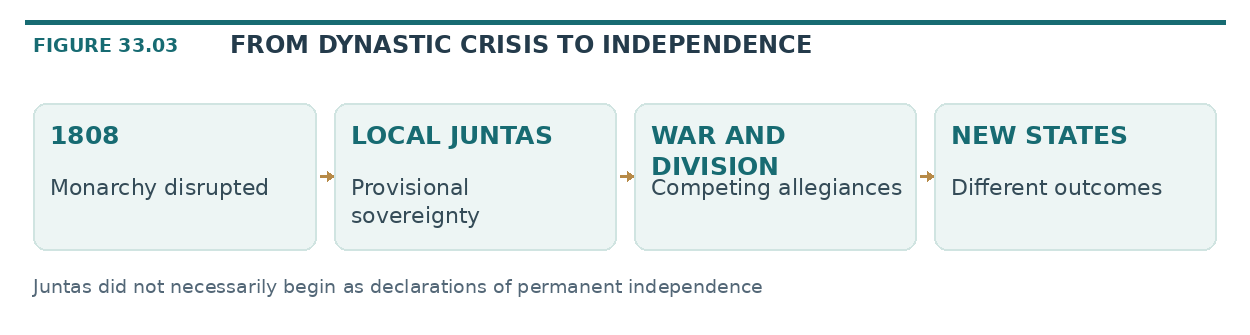 FIGURE 33.03 FROM DYNASTIC CRISIS TO INDEPENDENCE
1808
Monarchy disrupted
LOCAL JUNTAS
Provisional
sovereignty
WAR AND
DIVISION
Competing allegiances
NEW STATES
Different outcomes
Juntas did not necessarily begin as declarations of permanent independence